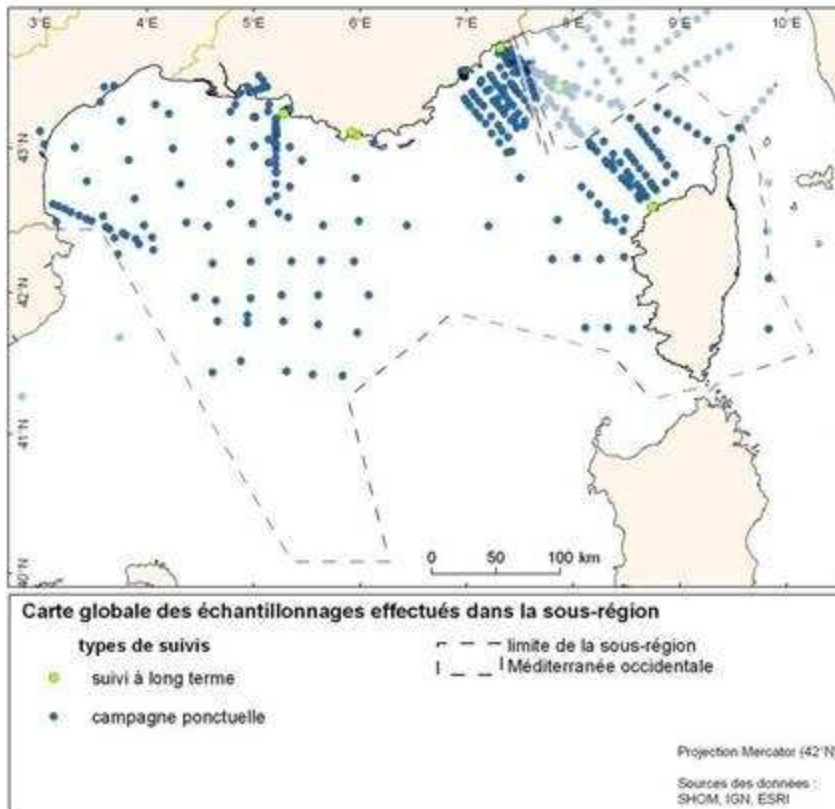 3°E 4°E 5°E 6°E 7°E 8°E 9°E 10°E
43°N
42°N
41°N
40°N
0 50 100 km
Carte globale des échantillonnages effectués dans la sous-région
types de suivis
suivi à long terme
campagne ponctuelle
limite de la sous-région
Méditerranée occidentale
Projection Mercator (42°N)
Sources des données :
SHOM, IGN, ESRI